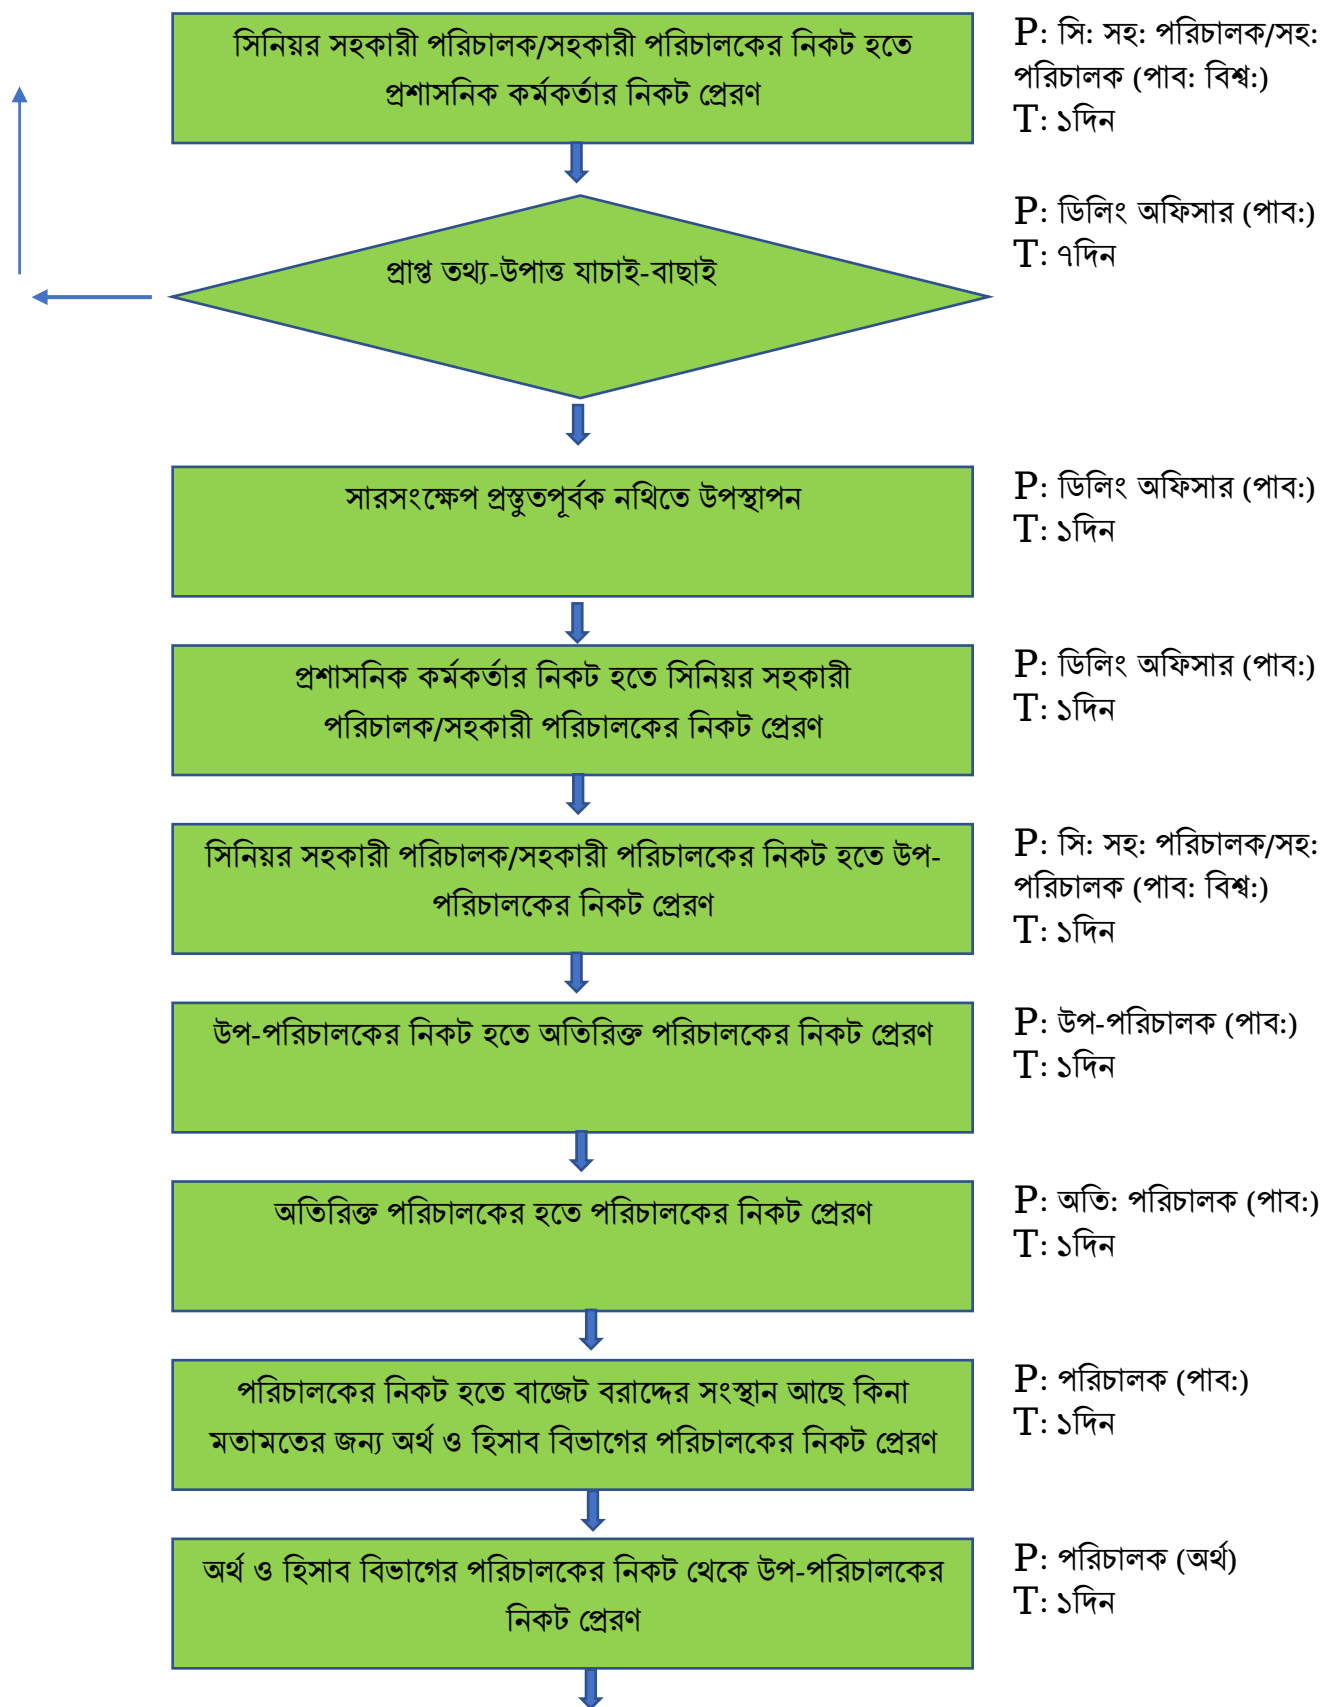 সিনিয়র সহকারী পরিচালক/সহকারী পরিচালকের নিকট হতে
প্রশাসনিক কর্মকর্তার নিকট প্রেরণ
P: সি: সহ: পরিচালক/সহ:
পরিচালক (পাব: বিশ্ব:)
T: ১দিন
প্রাপ্ত তথ্য-উপাত্ত যাচাই-বাছাই
P: ডিলিং অফিসার (পাব:)
T: ৭দিন
সারসংক্ষেপ প্রস্তুতপূর্বক নথিতে উপস্থাপন
P: ডিলিং অফিসার (পাব:)
T: ১দিন
প্রশাসনিক কর্মকর্তার নিকট হতে সিনিয়র সহকারী
পরিচালক/সহকারী পরিচালকের নিকট প্রেরণ
P: ডিলিং অফিসার (পাব:)
T: ১দিন
সিনিয়র সহকারী পরিচালক/সহকারী পরিচালকের নিকট হতে উপ-
পরিচালকের নিকট প্রেরণ
P: সি: সহ: পরিচালক/সহ:
পরিচালক (পাব: বিশ্ব:)
T: ১দিন
উপ-পরিচালকের নিকট হতে অতিরিক্ত পরিচালকের নিকট প্রেরণ
P: উপ-পরিচালক (পাব:)
T: ১দিন
অতিরিক্ত পরিচালকের হতে পরিচালকের নিকট প্রেরণ
P: অতি: পরিচালক (পাব:)
T: ১দিন
পরিচালকের নিকট হতে বাজেট বরাদ্দের সংস্থান আছে কিনা
মতামতের জন্য অর্থ ও হিসাব বিভাগের পরিচালকের নিকট প্রেরণ
P: পরিচালক (পাব:)
T: ১দিন
অর্থ ও হিসাব বিভাগের পরিচালকের নিকট থেকে উপ-পরিচালকের
নিকট প্রেরণ
P: পরিচালক (অর্থ)
T: ১দিন